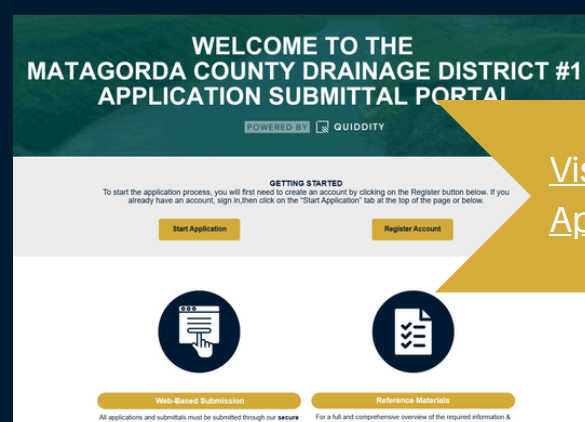 WELCOME TO THE
MATAGORDA COUNTY DRAINAGE DISTRICT #1
APPLICATION SUBMITTAL PORTAL
POWERED BY QUIDDITY
GETTING STARTED
To start the application process, you will first need to create an account by clicking on the Register button below. If you
already have an account, sign in,then click on the "Start Application" tab at the top of the page or below.
Start Application
Register Account
Web-Based Submission
Reference Materials
All applications and submittals must be submitted through our secure
For a full and comprehensive overview of the required information &